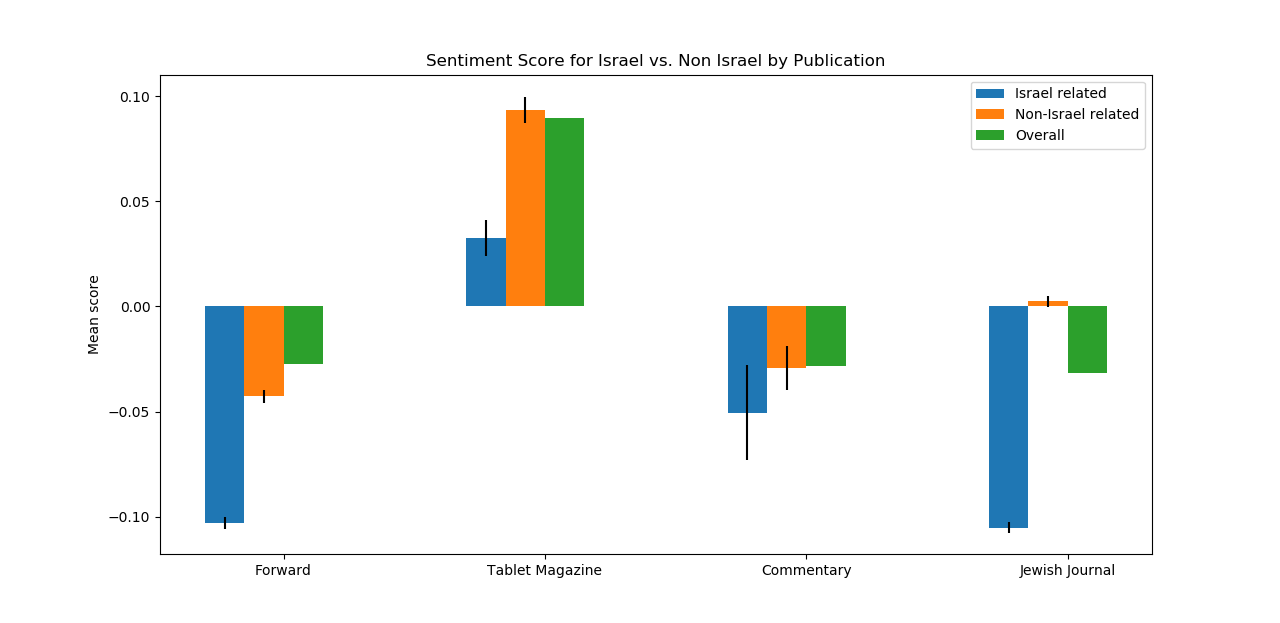 Sentiment Score for Israel vs. Non Israel by Publication
Israel related
Non-Israel related
Overall
Mean score
0.10
0.05
0.00
−0.05
−0.10
Forward
Tablet Magazine
Commentary
Jewish Journal